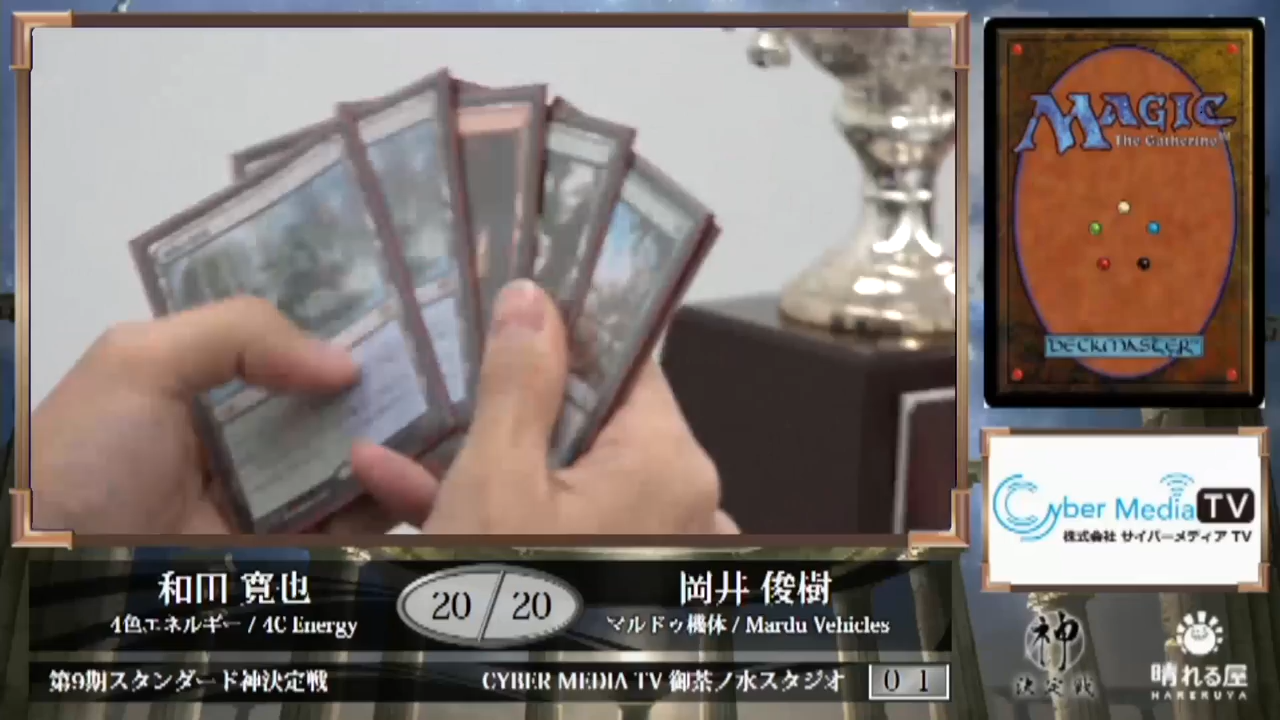 MAGIC
The Gathering™
DECKMASTER™
Cyber Media TV
株式会社 サイバーメディア TV
和田 寛也
20 / 20
岡井 俊樹
4色エネルギー / 4C Energy
マルドゥ機体 / Mardu Vehicles
第9期スタンダード神決定戦
CYBER MEDIA TV 御茶ノ水スタジオ
0 1
神
決定戦
晴れる屋
HARERUYA